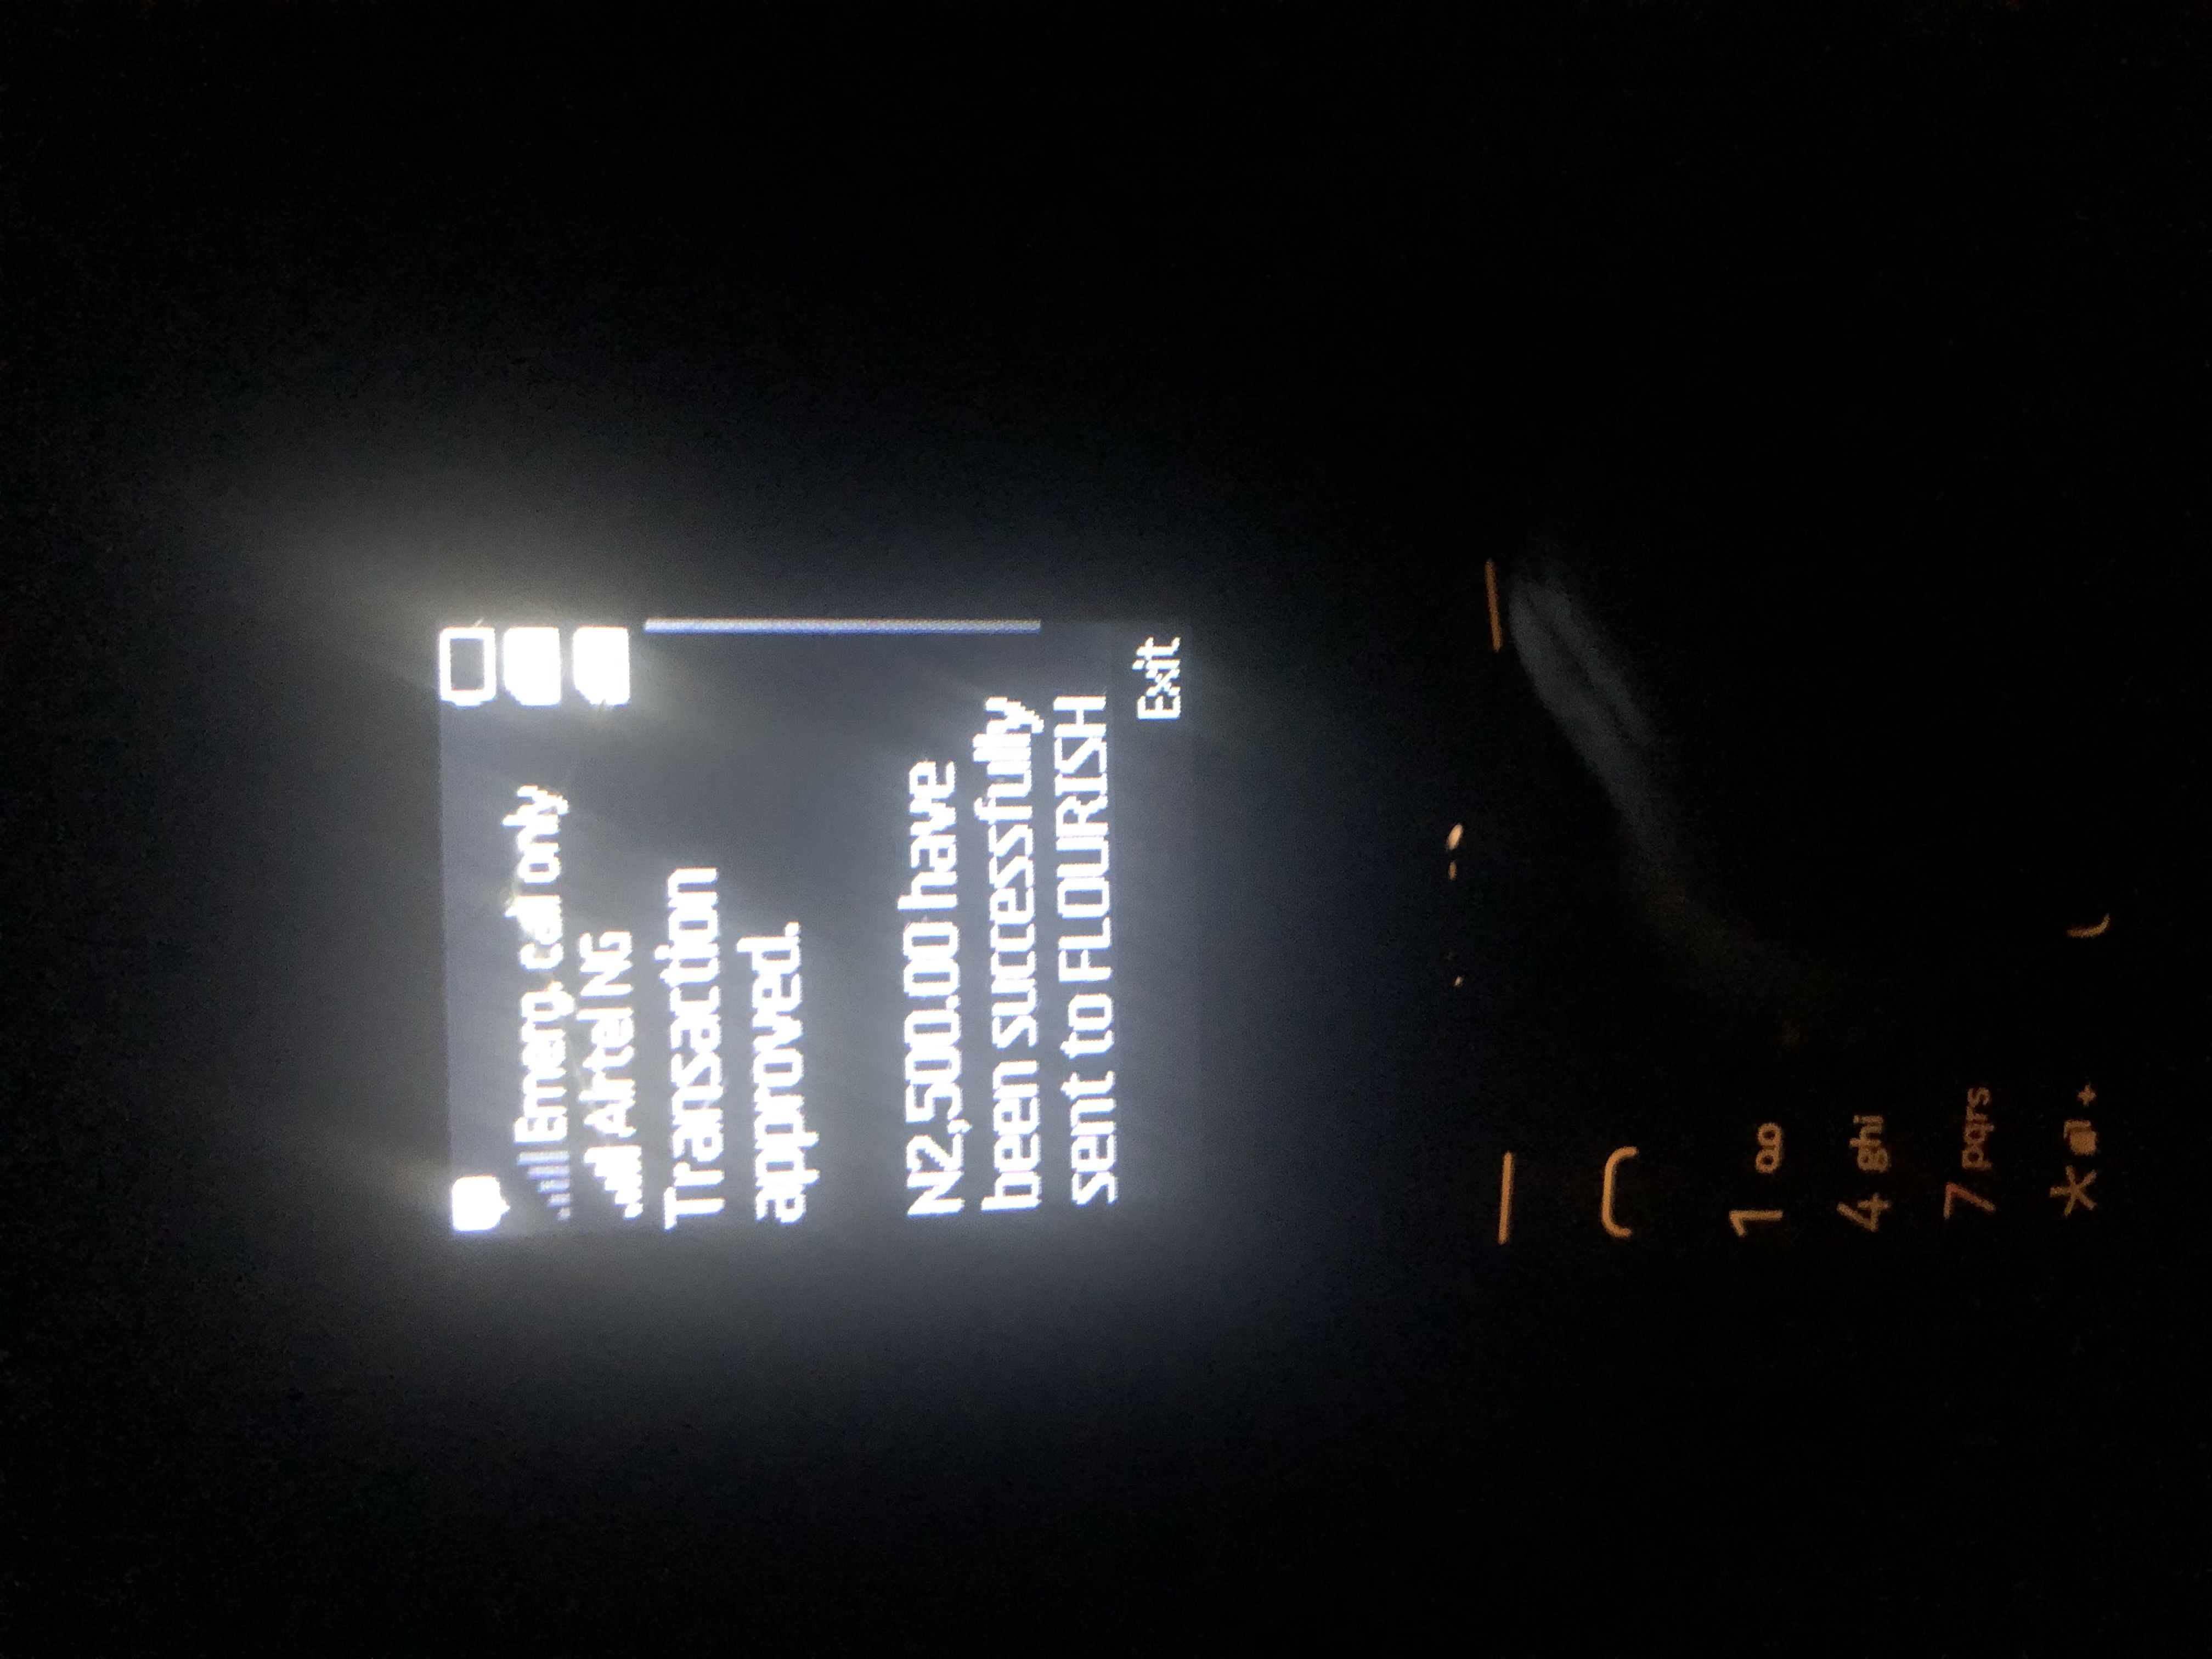 Emerg. call only
Airtel NG
Transaction
approved.
N2,500.00 have
been successfully
sent to FLOURISH
Exit
1
4 ghi
7 pqrs
* +